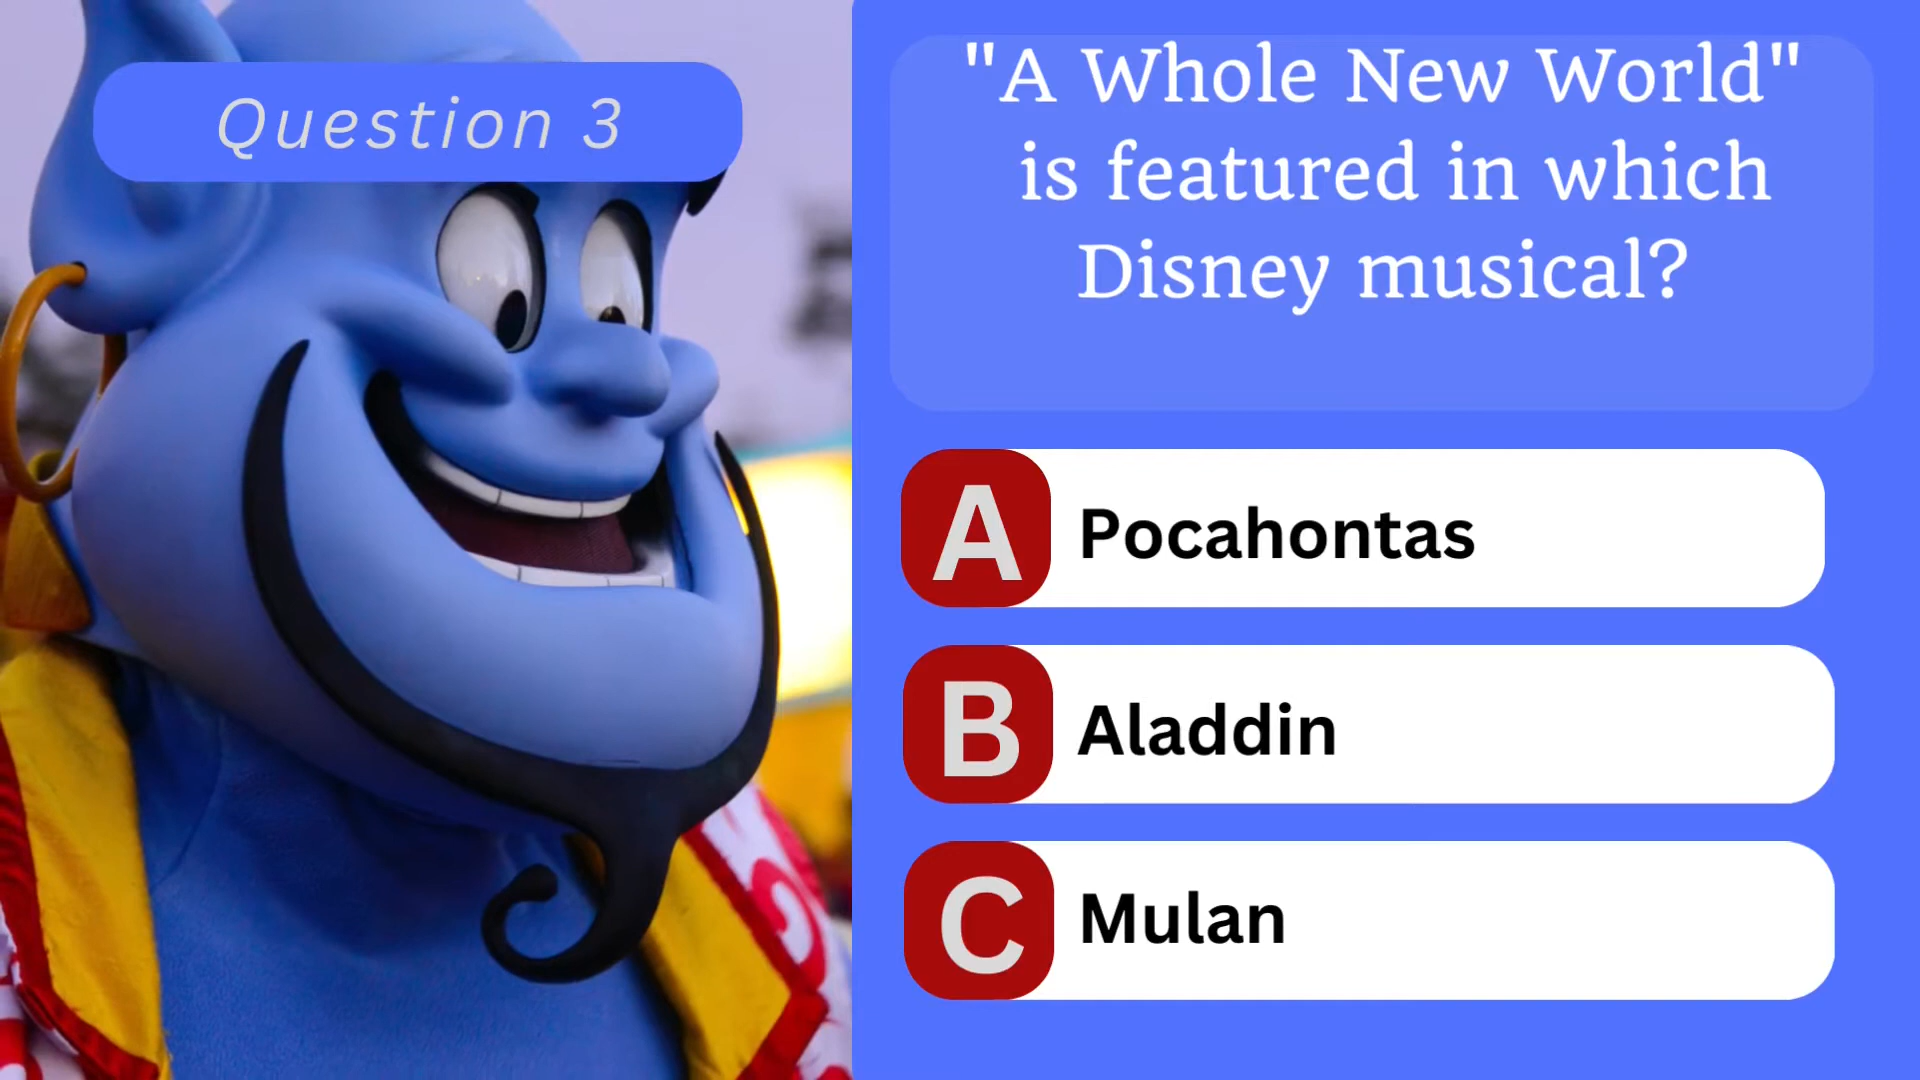 Question 3
"A Whole New World"
is featured in which
Disney musical?
A Pocahontas
B Aladdin
C Mulan